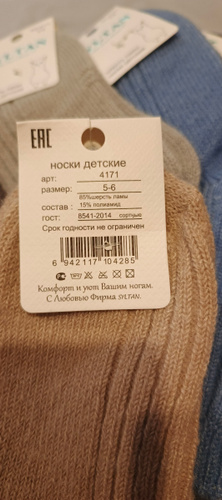 EAC
носки детские
арт: 4171
размер: 5-6
85%шерсть ламы
состав : 15% полиамид
гост: 8541-2014 сортные
Срок годности не ограничен
6 942117 104285
Комфорт и уют Вашим ногам.
С Любовью Фирма SYLTAN.